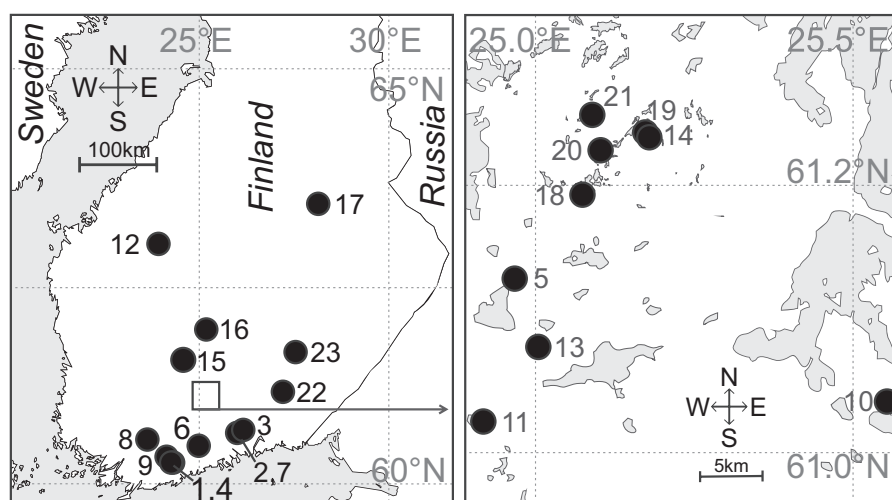 25°E 30°E
65°N
Sweden
N
W E
S
100km
Finland
Russia
17
12
16
15
23
22
8 6 3
9 2,7
1,4
60°N
25.0°E 25.5°E
21
19
14
20
61.2°N
18
5
13
10
11
N
W E
S
5km
61.0°N